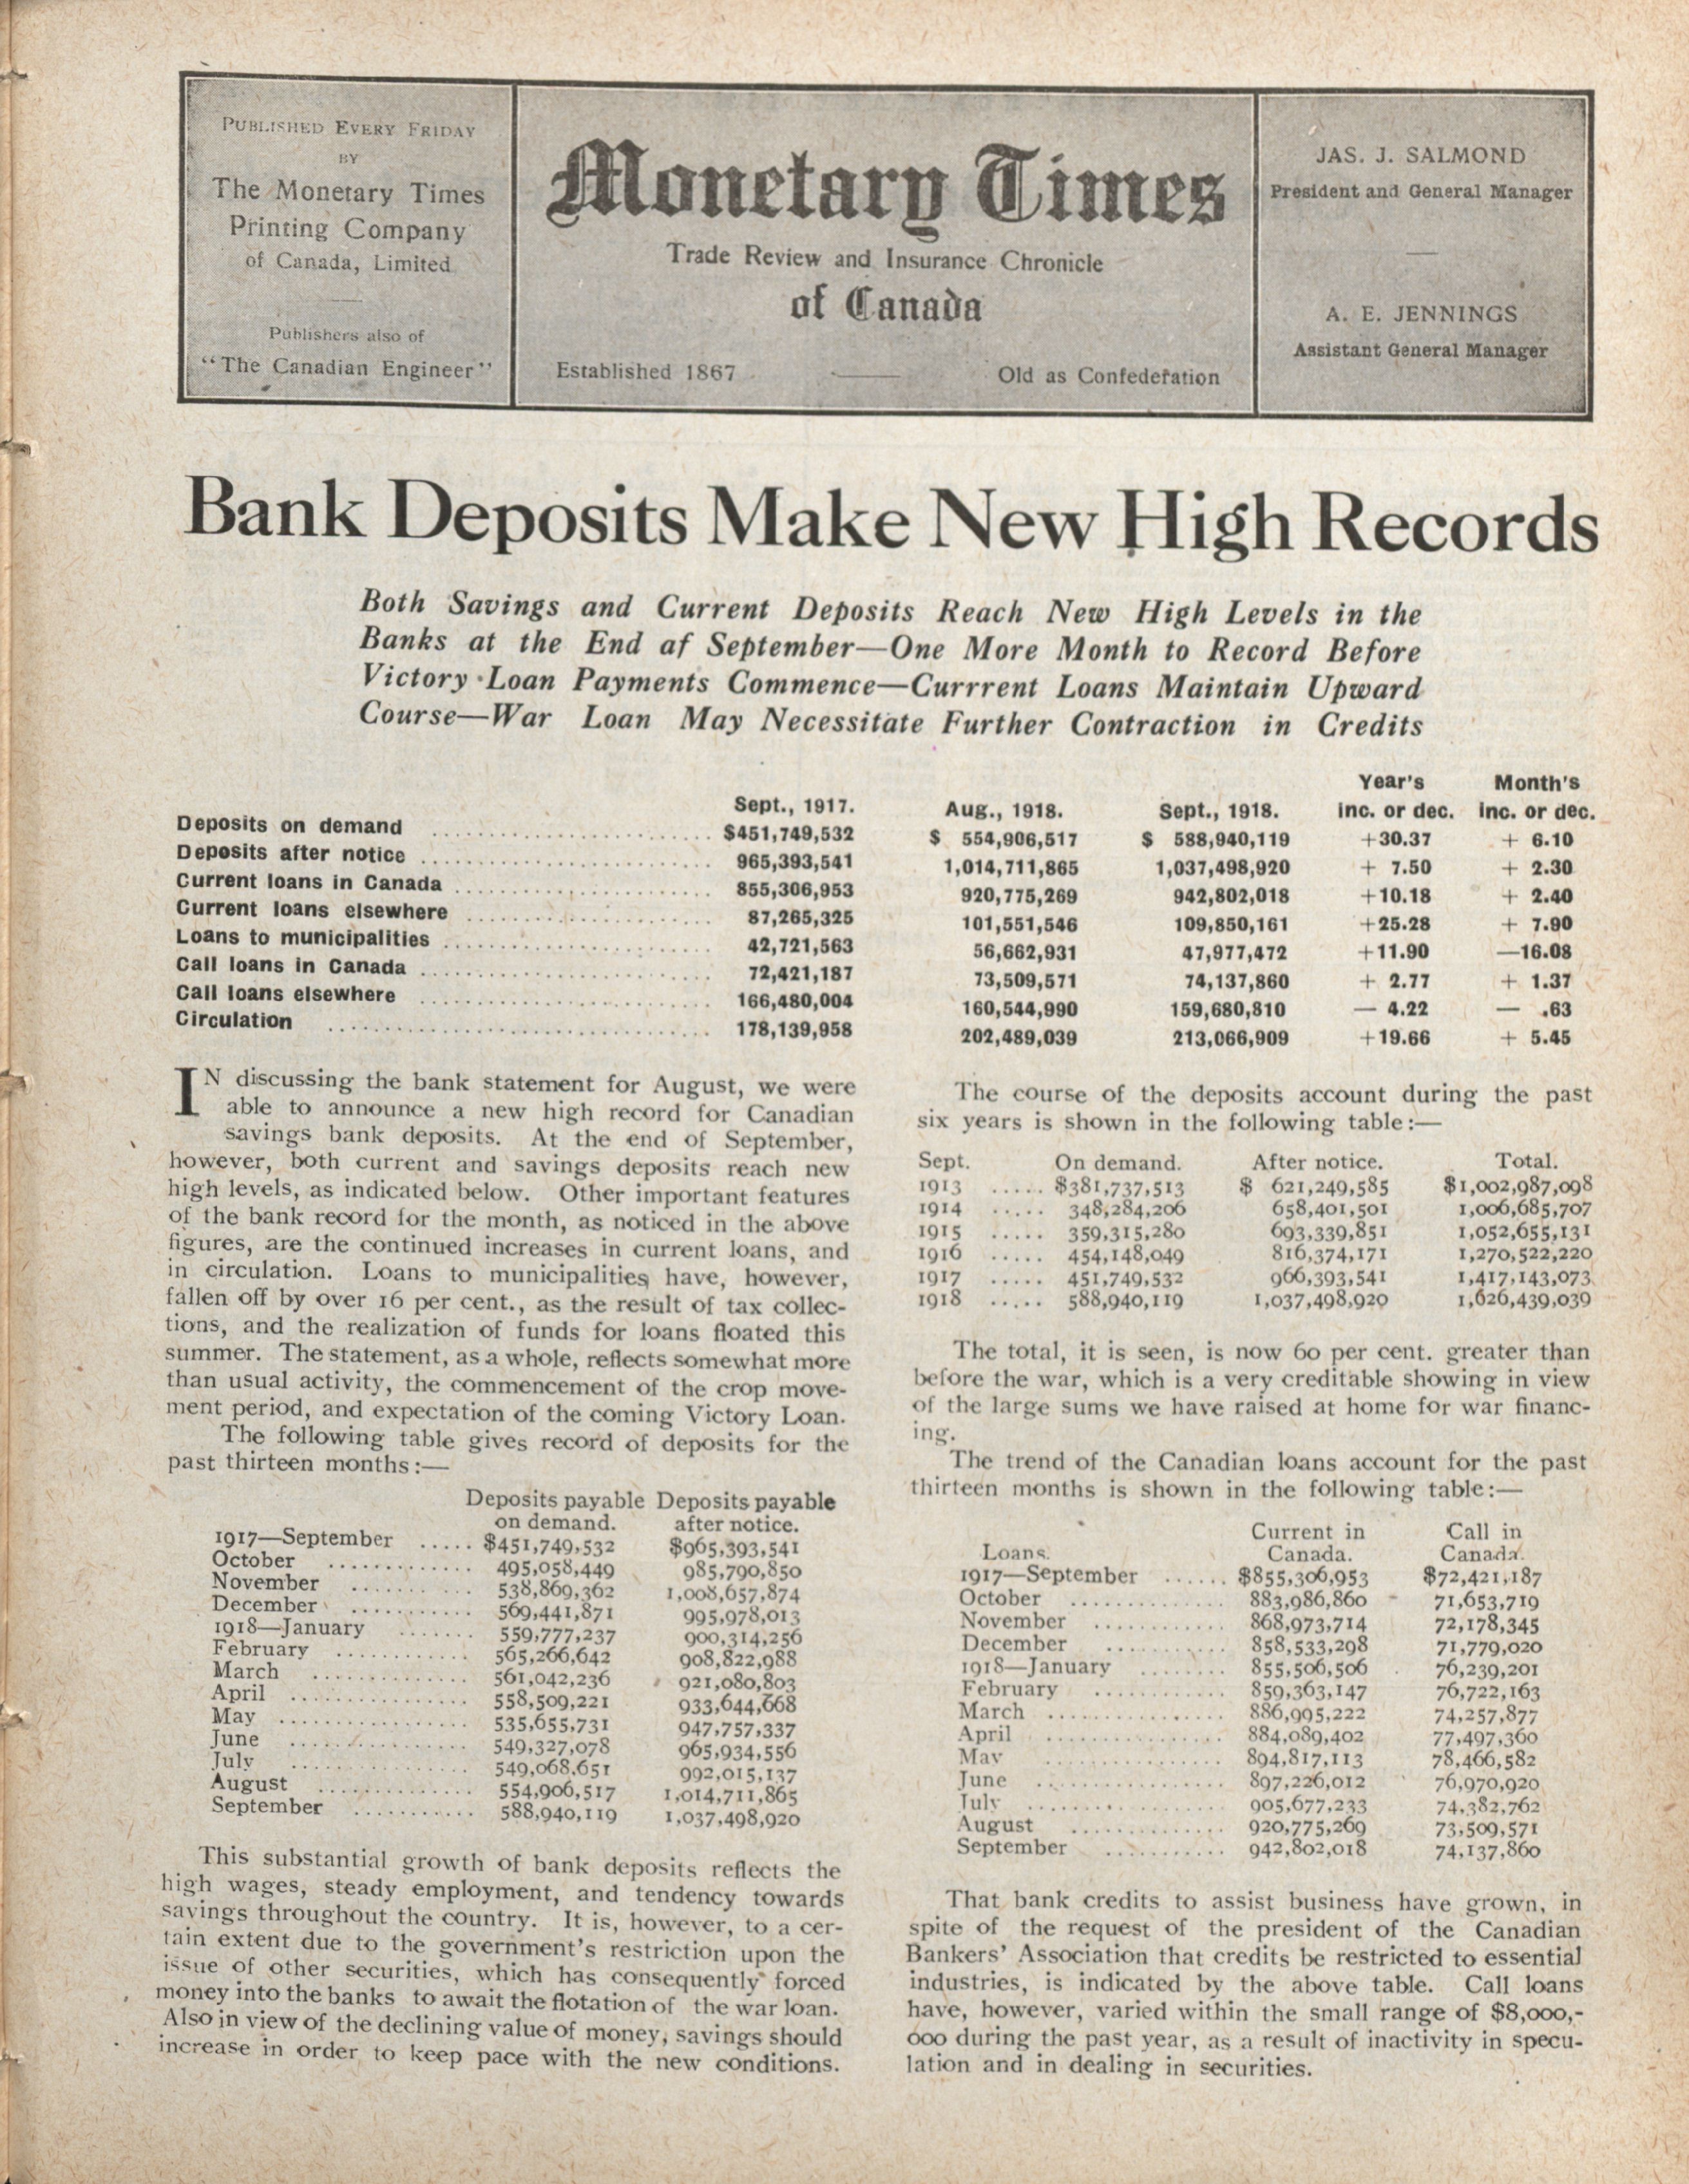 PUBLISHED EVERY FRIDAY
BY
The Monetary Times
Printing Company
of Canada, Limited
Publishers also of
"The Canadian Engineer"
Monetary Times
Trade Review and Insurance Chronicle
of Canada
Established 1867
Old as Confederation
JAS. J. SALMOND
President and General Manager
A. E. JENNINGS
Assistant General Manager
Bank Deposits Make New High Records
Both Savings and Current Deposits Reach New High Levels in the
Banks at the End af September—One More Month to Record Before
Victory Loan Payments Commence—Currrent Loans Maintain Upward
Course—War Loan May Necessitate Further Contraction in Credits
Year's Month's
Sept., 1917. Aug., 1918. Sept., 1918. inc. or dec. inc. or dec.
Deposits on demand ........ $451,749,532 $ 554,906,517 $ 588,940,119 +30.37 + 6.10
Deposits after notice ........ 965,393,541 1,014,711,865 1,037,498,920 + 7.50 + 2.30
Current loans in Canada ........ 855,306,953 920,775,269 942,802,018 +10.18 + 2.40
Current loans elsewhere ........ 87,265,325 101,551,546 109,850,161 +25.28 + 7.90
Loans to municipalities ........ 42,721,563 56,662,931 47,977,472 +11.90 —16.08
Call loans in Canada ........ 72,421,187 73,509,571 74,137,860 + 2.77 + 1.37
Call loans elsewhere ........ 166,480,004 160,544,990 159,680,810 — 4.22 — .63
Circulation ........ 178,139,958 202,489,039 213,066,909 +19.66 + 5.45
IN discussing the bank statement for August, we were
able to announce a new high record for Canadian
savings bank deposits. At the end of September,
however, both current and savings deposits reach new
high levels, as indicated below. Other important features
of the bank record for the month, as noticed in the above
figures, are the continued increases in current loans, and
in circulation. Loans to municipalities have, however,
fallen off by over 16 per cent., as the result of tax collec-
tions, and the realization of funds for loans floated this
summer. The statement, as a whole, reflects somewhat more
than usual activity, the commencement of the crop move-
ment period, and expectation of the coming Victory Loan.
The following table gives record of deposits for the
past thirteen months:—
Deposits payable Deposits payable
on demand. after notice.
1917—September ..... $451,749,532 $965,393,541
October ........ 495,058,449 985,790,850
November ........ 538,869,362 1,008,657,874
December ........ 569,441,871 995,978,013
1918—January ....... 559,777,237 900,314,256
February ........ 565,266,642 908,822,988
March ........ 561,042,236 921,080,803
April ........ 558,509,221 933,644,668
May ........ 535,655,731 947,757,337
June ........ 549,327,078 965,934,556
July ........ 549,068,651 992,015,137
August ........ 554,906,517 1,014,711,865
September ........ 588,940,119 1,037,498,920
This substantial growth of bank deposits reflects the
high wages, steady employment, and tendency towards
savings throughout the country. It is, however, to a cer-
tain extent due to the government's restriction upon the
issue of other securities, which has consequently forced
money into the banks to await the flotation of the war loan.
Also in view of the declining value of money, savings should
increase in order to keep pace with the new conditions.
The course of the deposits account during the past
six years is shown in the following table:—
Sept. On demand. After notice. Total.
1913 ..... $381,737,513 $ 621,249,585 $1,002,987,098
1914 ..... 348,284,206 658,401,501 1,006,685,707
1915 ..... 359,315,280 693,339,851 1,052,655,131
1916 ..... 454,148,049 816,374,171 1,270,522,220
1917 ..... 451,749,532 966,393,541 1,417,143,073
1918 ..... 588,940,119 1,037,498,920 1,626,439,039
The total, it is seen, is now 60 per cent. greater than
before the war, which is a very creditable showing in view
of the large sums we have raised at home for war financ-
ing.
The trend of the Canadian loans account for the past
thirteen months is shown in the following table:—
Current in Call in
Loans. Canada. Canada.
1917—September ...... $855,306,953 $72,421,187
October ........ 883,986,860 71,653,719
November ........ 868,973,714 72,178,345
December ........ 858,533,298 71,779,020
1918—January ........ 855,506,506 76,239,201
February ........ 859,363,147 76,722,163
March ........ 886,995,222 74,257,877
April ........ 884,089,402 77,497,360
May ........ 894,817,113 78,466,582
June ........ 897,226,012 76,970,920
July ........ 905,677,233 74,382,762
August ........ 920,775,269 73,509,571
September ........ 942,802,018 74,137,860
That bank credits to assist business have grown, in
spite of the request of the president of the Canadian
Bankers' Association that credits be restricted to essential
industries, is indicated by the above table. Call loans
have, however, varied within the small range of $8,000,-
000 during the past year, as a result of inactivity in specu-
lation and in dealing in securities.